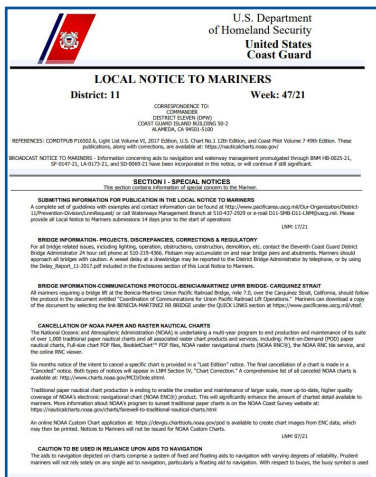 U.S. Department
of Homeland Security
United States
Coast Guard
LOCAL NOTICE TO MARINERS
District: 11 Week: 47/21
CORRESPONDENCE TO:
COMMANDER
DISTRICT ELEVEN (DPW)
COAST GUARD ISLAND BUILDING 50-2
ALAMEDA, CA 94501-5100
REFERENCES: COMDTPUB P16502.6, Light List Volume VI, 2017 Edition, U.S. Chart No.1 12th Edition, and Coast Pilot Volume 7 49th Edition. These
publications, along with corrections, are available at: https://nauticalcharts.noaa.gov/
BROADCAST NOTICE TO MARINERS - Information concerning aids to navigation and waterway management promulgated through BNM HB-0025-21,
SF-0147-21, LA-0173-21, and SD-0069-21 have been incorporated in this notice, or will continue if still significant.
SECTION I - SPECIAL NOTICES
This section contains information of special concern to the Mariner.
SUBMITTING INFORMATION FOR PUBLICATION IN THE LOCAL NOTICE TO MARINERS
A complete set of guidelines with examples and contact information can be found at http://www.pacificarea.uscg.mil/Our-Organization/District-
11/Prevention-Division/LnmRequest/ or call Waterways Management Branch at 510-437-2929 or e-mail D11-SMB-D11-LNM@uscg.mil. Please
provide all Local Notice to Mariners submissions 14 days prior to the start of operations
LNM: 17/21
BRIDGE INFORMATION- PROJECTS, DISCREPANCIES, CORRECTIONS & REGULATORY
For all bridge related issues, including lighting, operation, obstructions, construction, demolition, etc. contact the Eleventh Coast Guard District
Bridge Administrator 24 hour cell phone at 510-219-4366. Flotsam may accumulate on and near bridge piers and abutments. Mariners should
approach all bridges with caution. A vessel delay at a drawbridge may be reported to the District Bridge Administrator by telephone, or by using
the Delay_Report_11-2017.pdf included in the Enclosures section of this Local Notice to Mariners.
BRIDGE INFORMATION-COMMUNICATIONS PROTOCOL-BENICIA/MARTINEZ UPRR BRIDGE- CARQUINEZ STRAIT
All mariners requiring a bridge lift at the Benicia-Martinez Union Pacific Railroad Bridge, mile 7.0, over the Carquinez Strait, California, should follow
the protocol in the document entitled "Coordination of Communications for Union Pacific Railroad Lift Operations." Mariners can download a copy
of the document by selecting the link BENICIA-MARTINEZ RR BRIDGE under the QUICK LINKS section at https://www.pacificarea.uscg.mil/vtssf.
CANCELLATION OF NOAA PAPER AND RASTER NAUTICAL CHARTS
The National Oceanic and Atmospheric Administration (NOAA) is undertaking a multi-year program to end production and maintenance of its suite
of over 1,000 traditional paper nautical charts and all associated raster chart products and services, including: Print-on-Demand (POD) paper
nautical charts, Full-size chart PDF files, BookletChart™ PDF files, NOAA raster navigational charts (NOAA RNC®), the NOAA RNC tile service, and
the online RNC viewer.
Six months notice of the intent to cancel a specific chart is provided in a "Last Edition" notice. The final cancellation of a chart is made in a
"Canceled" notice. Both types of notices will appear in LNM Section IV, "Chart Correction." A comprehensive list of all canceled NOAA charts is
available at: http://www.charts.noaa.gov/MCD/Dole.shtml.
Traditional paper nautical chart production is ending to enable the creation and maintenance of larger scale, more up-to-date, higher quality
coverage of NOAA's electronic navigational chart (NOAA ENC®) product. This will significantly enhance the amount of charted detail available to
mariners. More information about NOAA's program to sunset traditional paper charts is on the NOAA Coast Survey website at:
https://nauticalcharts.noaa.gov/charts/farewell-to-traditional-nautical-charts.html
An online NOAA Custom Chart application at: https://devgis.charttools.noaa.gov/pod is available to create chart images from ENC data, which
may then be printed. Notices to Mariners will not be issued for NOAA Custom Charts.
LNM: 07/21
CAUTION TO BE USED IN RELIANCE UPON AIDS TO NAVIGATION
The aids to navigation depicted on charts comprise a system of fixed and floating aids to navigation with varying degrees of reliability. Prudent
mariners will not rely solely on any single aid to navigation, particularly a floating aid to navigation. With respect to buoys, the buoy symbol is used